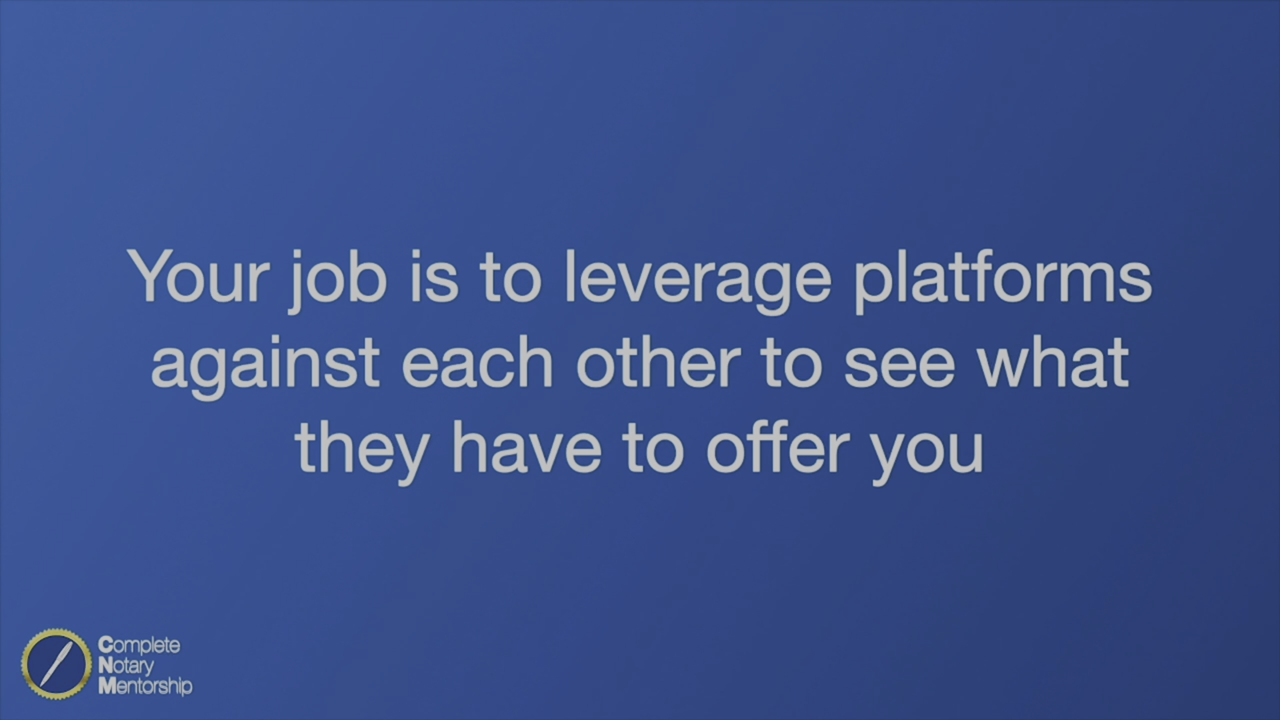 Your job is to leverage platforms
against each other to see what
they have to offer you
Complete
Notary
Mentorship